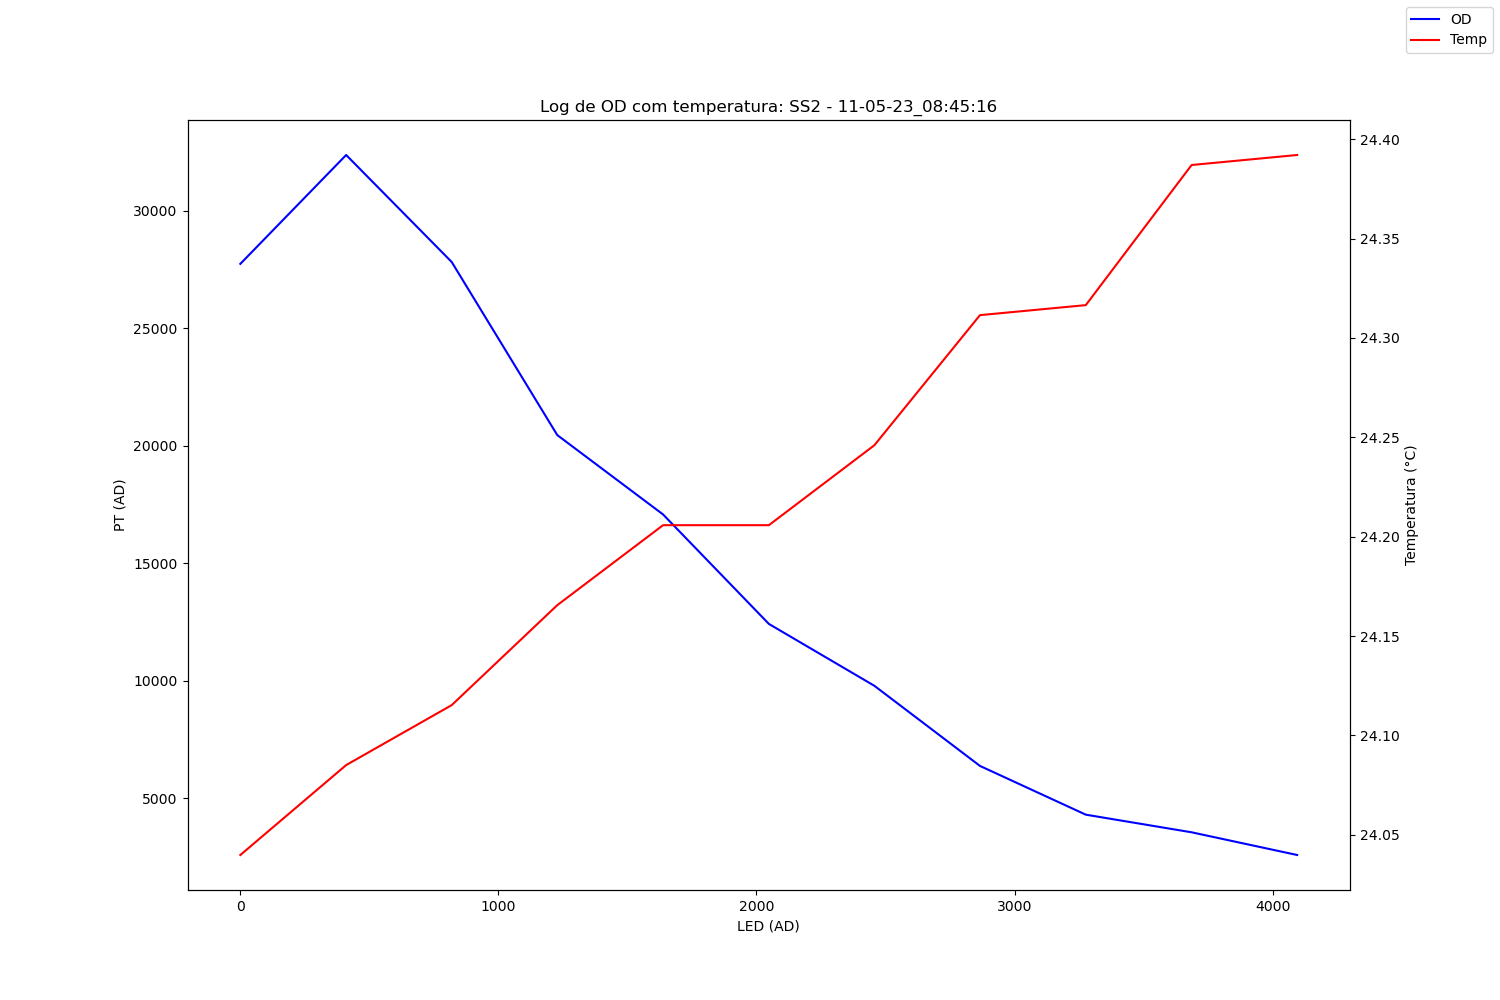 OD
Temp
Log de OD com temperatura: SS2 - 11-05-23_08:45:16
30000
25000
20000
15000
10000
5000
PT (AD)
24.40
24.35
24.30
24.25
24.20
24.15
24.10
24.05
Temperatura (°C)
0 1000 2000 3000 4000
LED (AD)